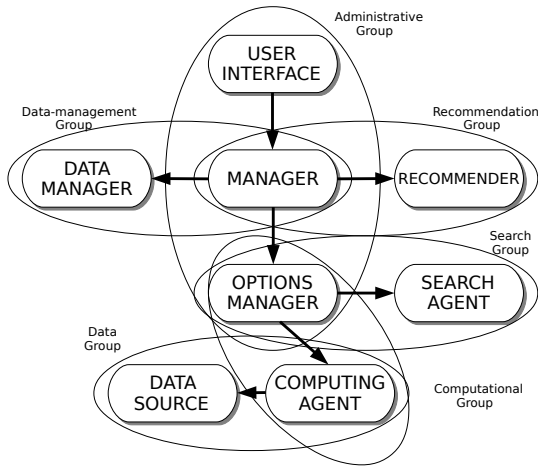 Administrative
Group
USER
INTERFACE
Data-management
Group
Recommendation
Group
DATA
MANAGER
MANAGER
RECOMMENDER
Search
Group
OPTIONS
MANAGER
SEARCH
AGENT
Data
Group
DATA
SOURCE
COMPUTING
AGENT
Computational
Group